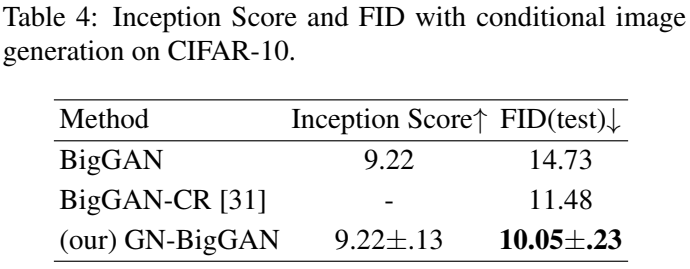 Table 4: Inception Score and FID with conditional image
generation on CIFAR-10.
Method Inception Score↑ FID(test)↓
BigGAN 9.22 14.73
BigGAN-CR [31] - 11.48
(our) GN-BigGAN 9.22±.13 10.05±.23